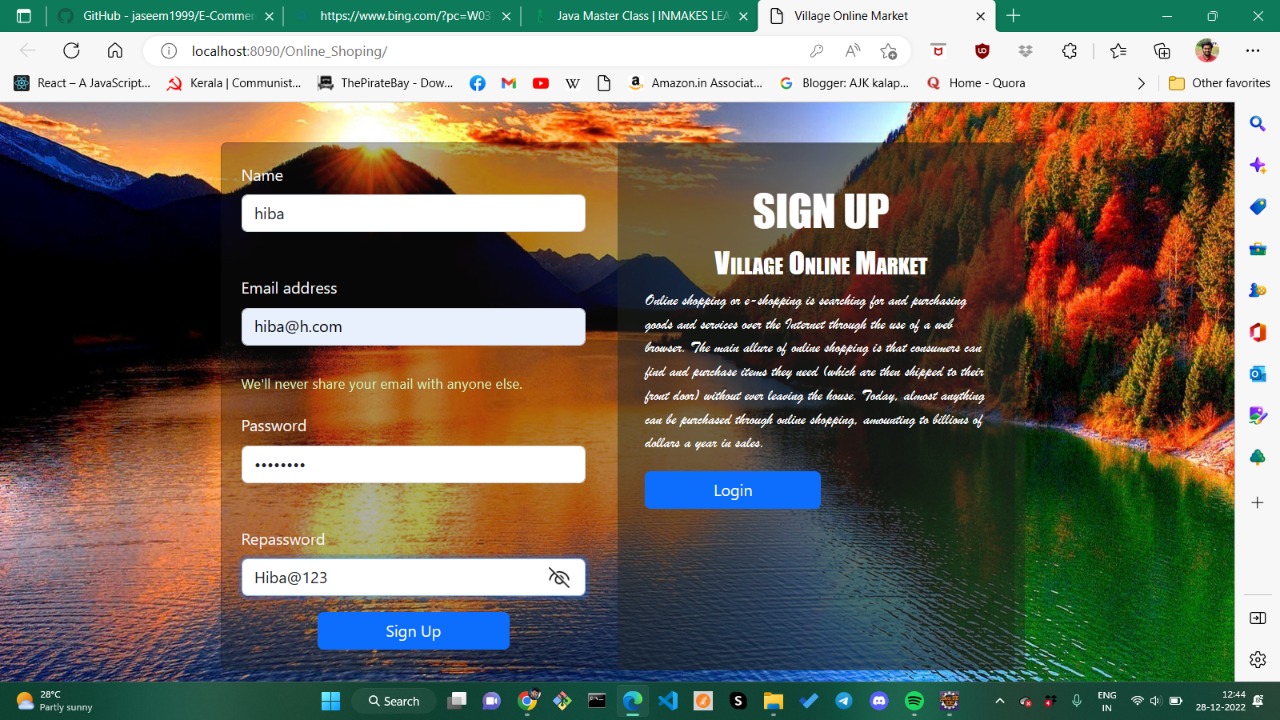 GitHub - jaseem1999/E-Commer
https://www.bing.com/?pc=W03
Java Master Class | INMAKES LEA
Village Online Market
localhost:8090/Online_Shoping/
React – A JavaScript...
Kerala | Communist...
ThePirateBay - Dow...
Amazon.in Associat...
Blogger: AJK kalap...
Home - Quora
Other favorites
Name
hiba
Email address
hiba@h.com
We'll never share your email with anyone else.
Password
••••••••
Repassword
Hiba@123
Sign Up
SIGN UP
Village Online Market
Online shopping or e-shopping is searching for and purchasing
goods and services over the Internet through the use of a web
browser. The main allure of online shopping is that consumers can
find and purchase items they need (which are then shipped to their
front door) without ever leaving the house. Today, almost anything
can be purchased through online shopping, amounting to billions of
dollars a year in sales.
Login
28°C
Partly sunny
Search
ENG
IN
12:44
28-12-2022